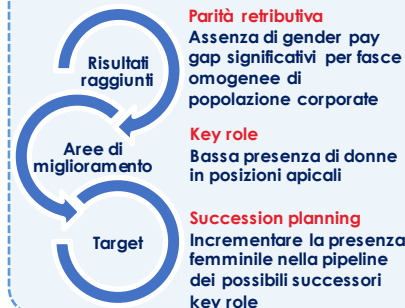 Risultati
raggiunti
Parità retributiva
Assenza di gender pay
gap significativi per fasce
omogenee di
popolazione corporate
Aree di
miglioramento
Key role
Bassa presenza di donne
in posizioni apicali
Target
Succession planning
Incrementare la presenza
femminile nella pipeline
dei possibili successori
key role